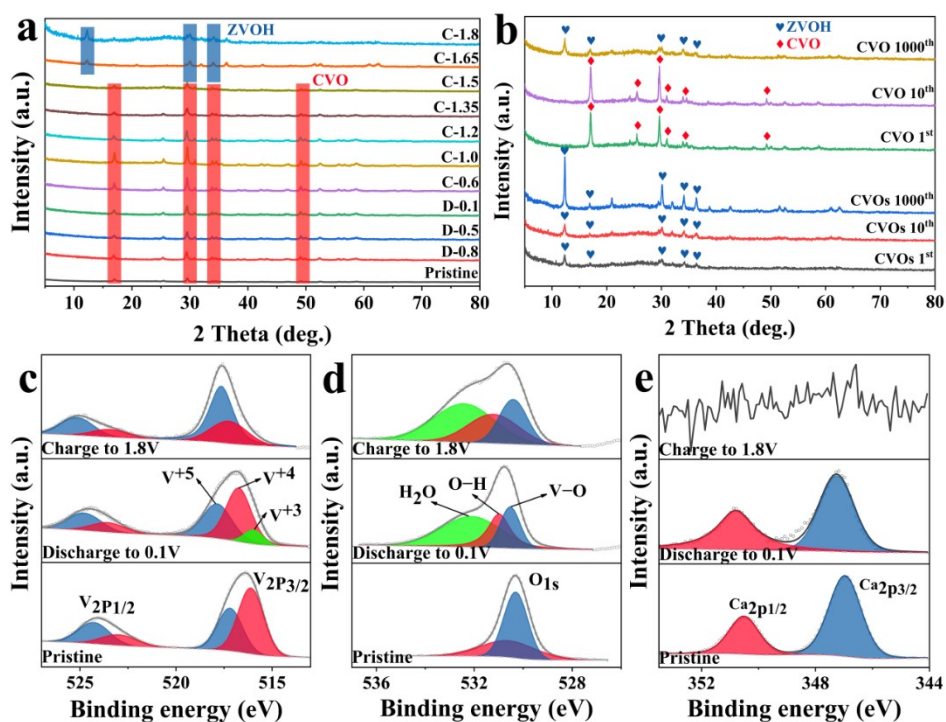 a
ZVOH
CVO
C-1.8
C-1.65
C-1.5
C-1.35
C-1.2
C-1.0
C-0.6
D-0.1
D-0.5
D-0.8
Pristine
Intensity (a.u.)
10 20 30 40 50 60 70 80
2 Theta (deg.)
b
♥ ZVOH
♦ CVO
CVO 1000th
CVO 10th
CVO 1st
CVOs 1000th
CVOs 10th
CVOs 1st
Intensity (a.u.)
10 20 30 40 50 60 70 80
2 Theta (deg.)
c
Charge to 1.8V
V+5
V+4
V+3
Discharge to 0.1V
V2P1/2
V2P3/2
Pristine
Intensity (a.u.)
525 520 515
Binding energy (eV)
d
Charge to 1.8V
H2O
O−H
V−O
Discharge to 0.1V
O1s
Pristine
Intensity (a.u.)
536 532 528
Binding energy (eV)
e
Charge to 1.8V
Discharge to 0.1V
Ca2p1/2
Ca2p3/2
Pristine
Intensity (a.u.)
352 348 344
Binding energy (eV)